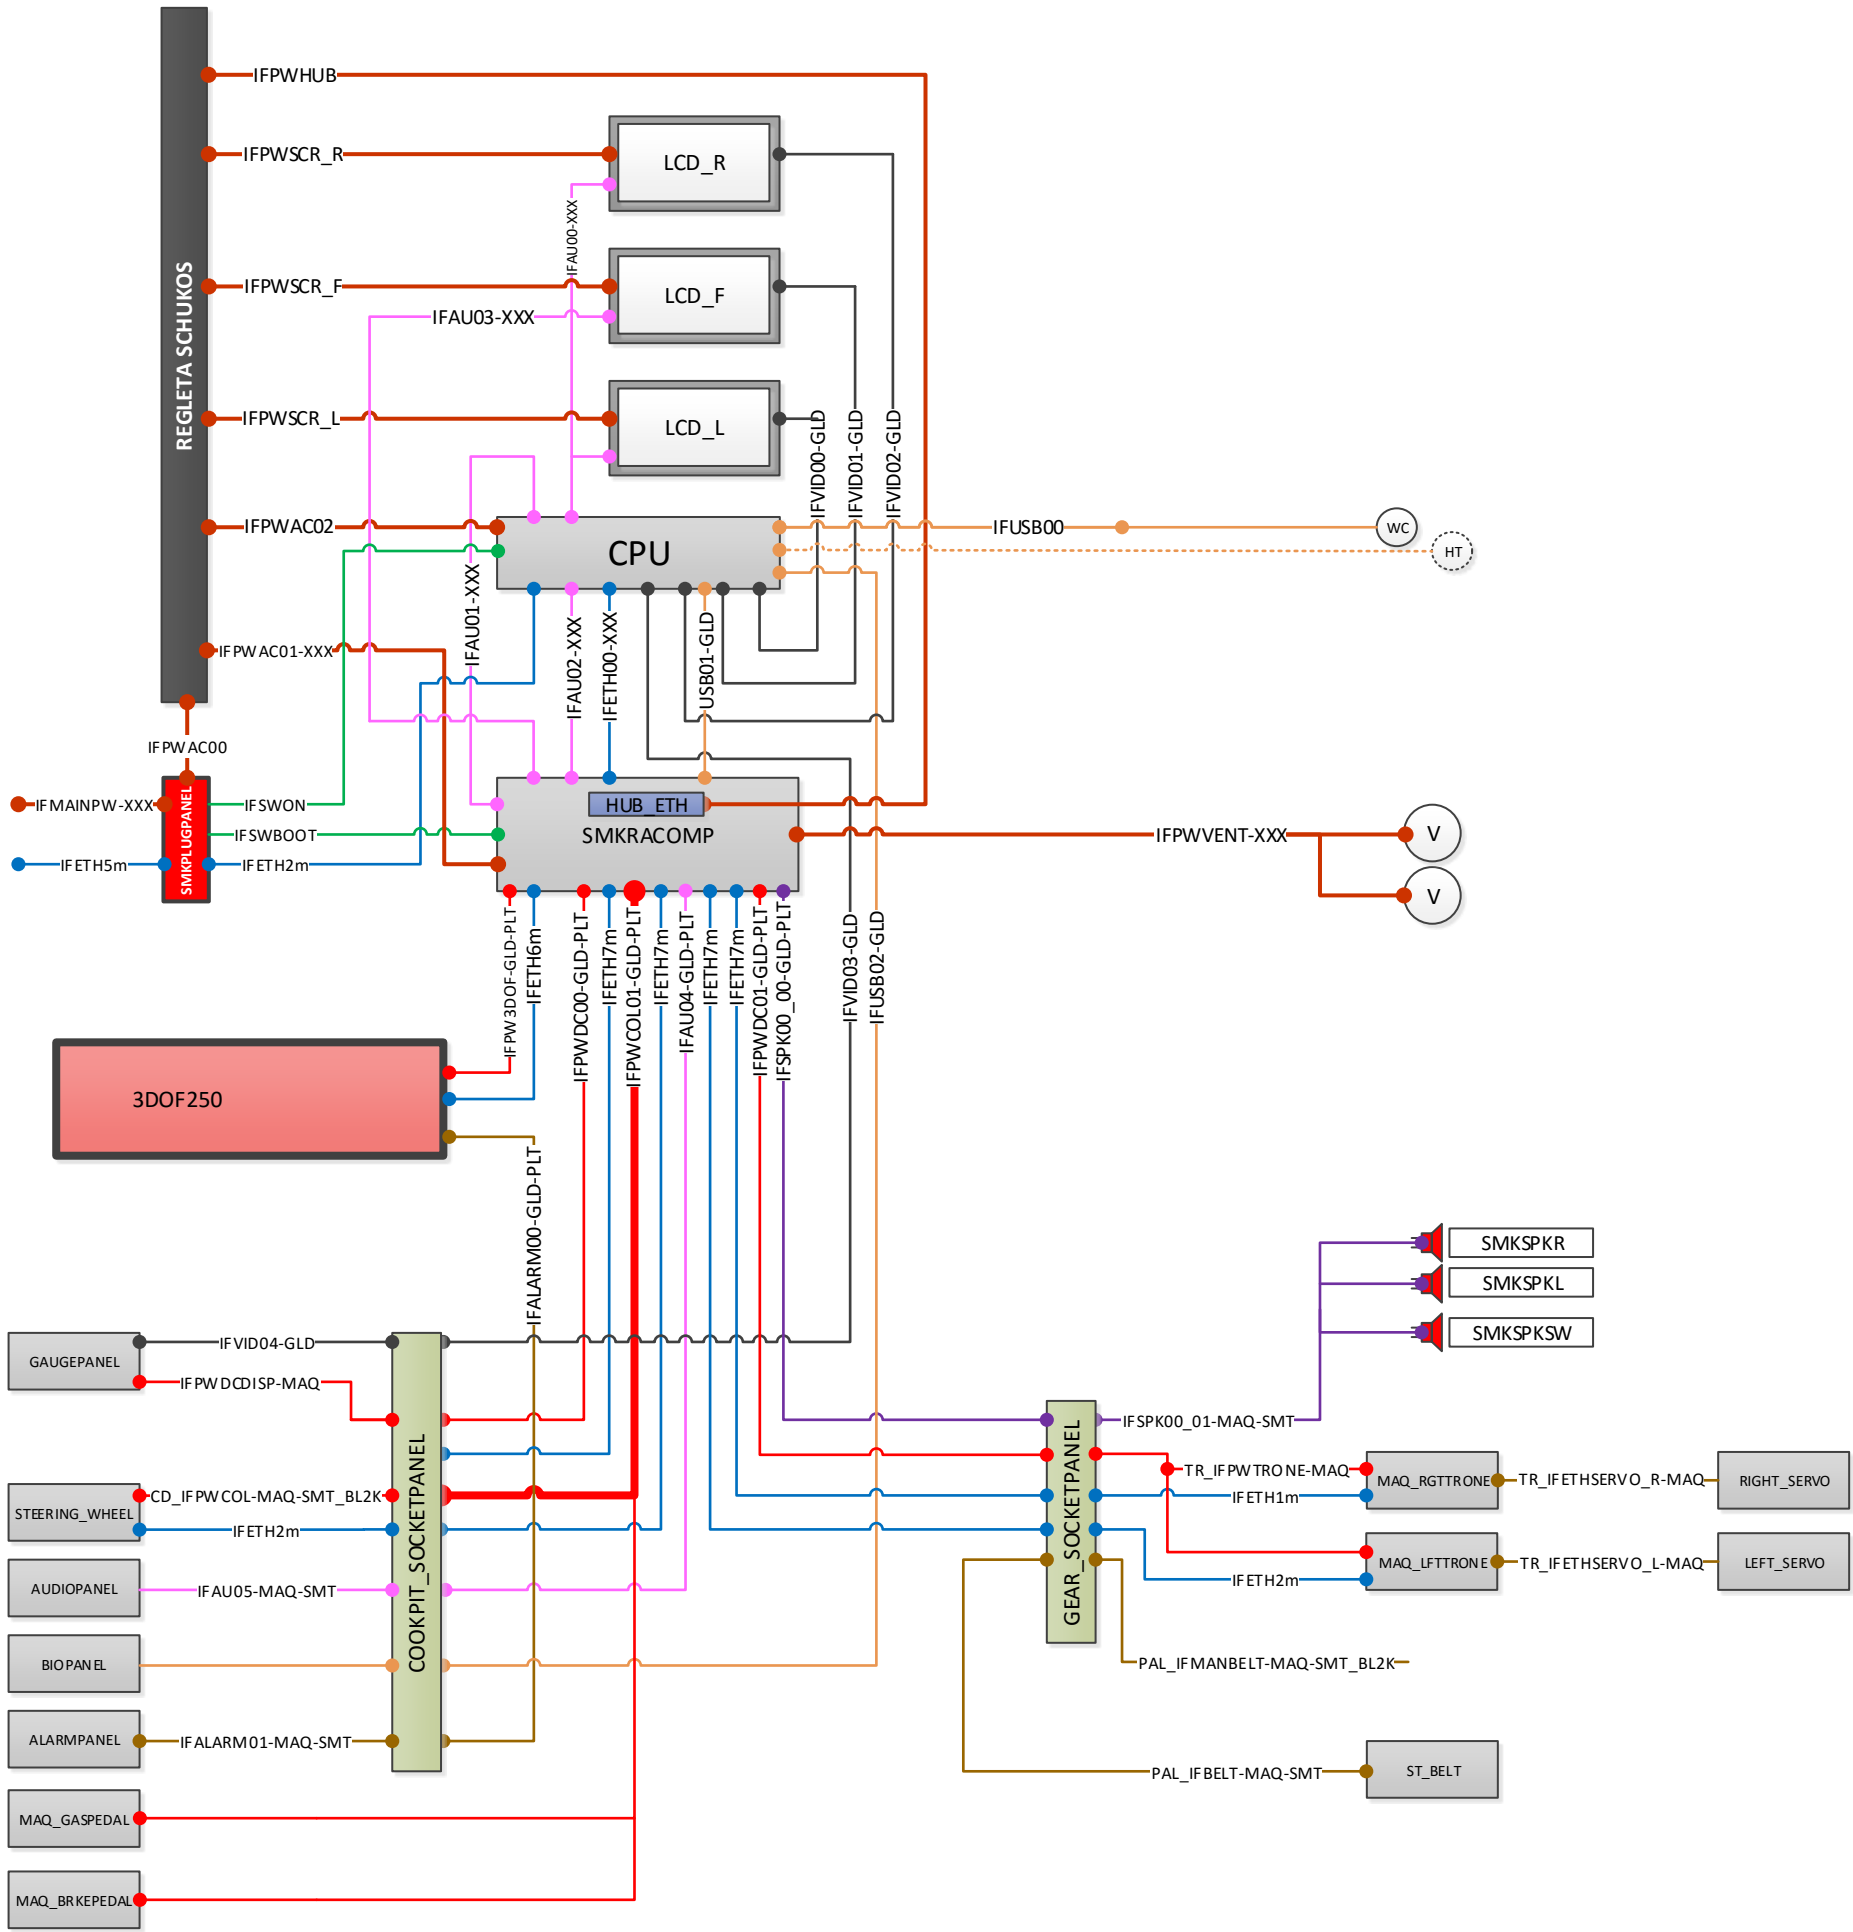 REGLETA SCHUKOS
IFPWHUB
IFPWSCR_R
LCD_R
IFAU00-XXX
IFPWSCR_F
LCD_F
IFAU03-XXX
IFPWSCR_L
LCD_L
IFVID00-GLD
IFVID01-GLD
IFVID02-GLD
IFPWAC02
CPU
IFUSB00
WC
HT
IFAU01-XXX
IFAU02-XXX
IFETH00-XXX
USB01-GLD
IFPWAC01-XXX
IFPWAC00
SMKPLUGPANEL
IFMAINPW-XXX
IFSWON
IFSWBOOT
IFETH5m
IFETH2m
HUB_ETH
SMKRACOMP
IFPWVENT-XXX
V
V
IFPW3DOF-GLD-PLT
IFETH6m
IFPWDC00-GLD-PLT
IFETH7m
IFPWCOL01-GLD-PLT
IFETH7m
IFAU04-GLD-PLT
IFETH7m
IFETH7m
IFPWDC01-GLD-PLT
IFSPK00_00-GLD-PLT
IFVID03-GLD
IFUSB02-GLD
3DOF250
IFALARM00-GLD-PLT
SMKSPKR
SMKSPKL
SMKSPKSW
GAUGEPANEL
IFVID04-GLD
IFPWDCDISP-MAQ
COOKPIT_SOCKETPANEL
STEERING_WHEEL
CD_IFPWCOL-MAQ-SMT_BL2K
IFETH2m
AUDIOPANEL
IFAU05-MAQ-SMT
BIOPANEL
ALARMPANEL
IFALARM01-MAQ-SMT
MAQ_GASPEDAL
MAQ_BRKEPEDAL
GEAR_SOCKETPANEL
IFSPK00_01-MAQ-SMT
TR_IFPWTRONE-MAQ
IFETH1m
MAQ_RGTTRONE
TR_IFETHSERVO_R-MAQ
RIGHT_SERVO
IFETH2m
MAQ_LFTTRONE
TR_IFETHSERVO_L-MAQ
LEFT_SERVO
PAL_IFMANBELT-MAQ-SMT_BL2K
PAL_IFBELT-MAQ-SMT
ST_BELT